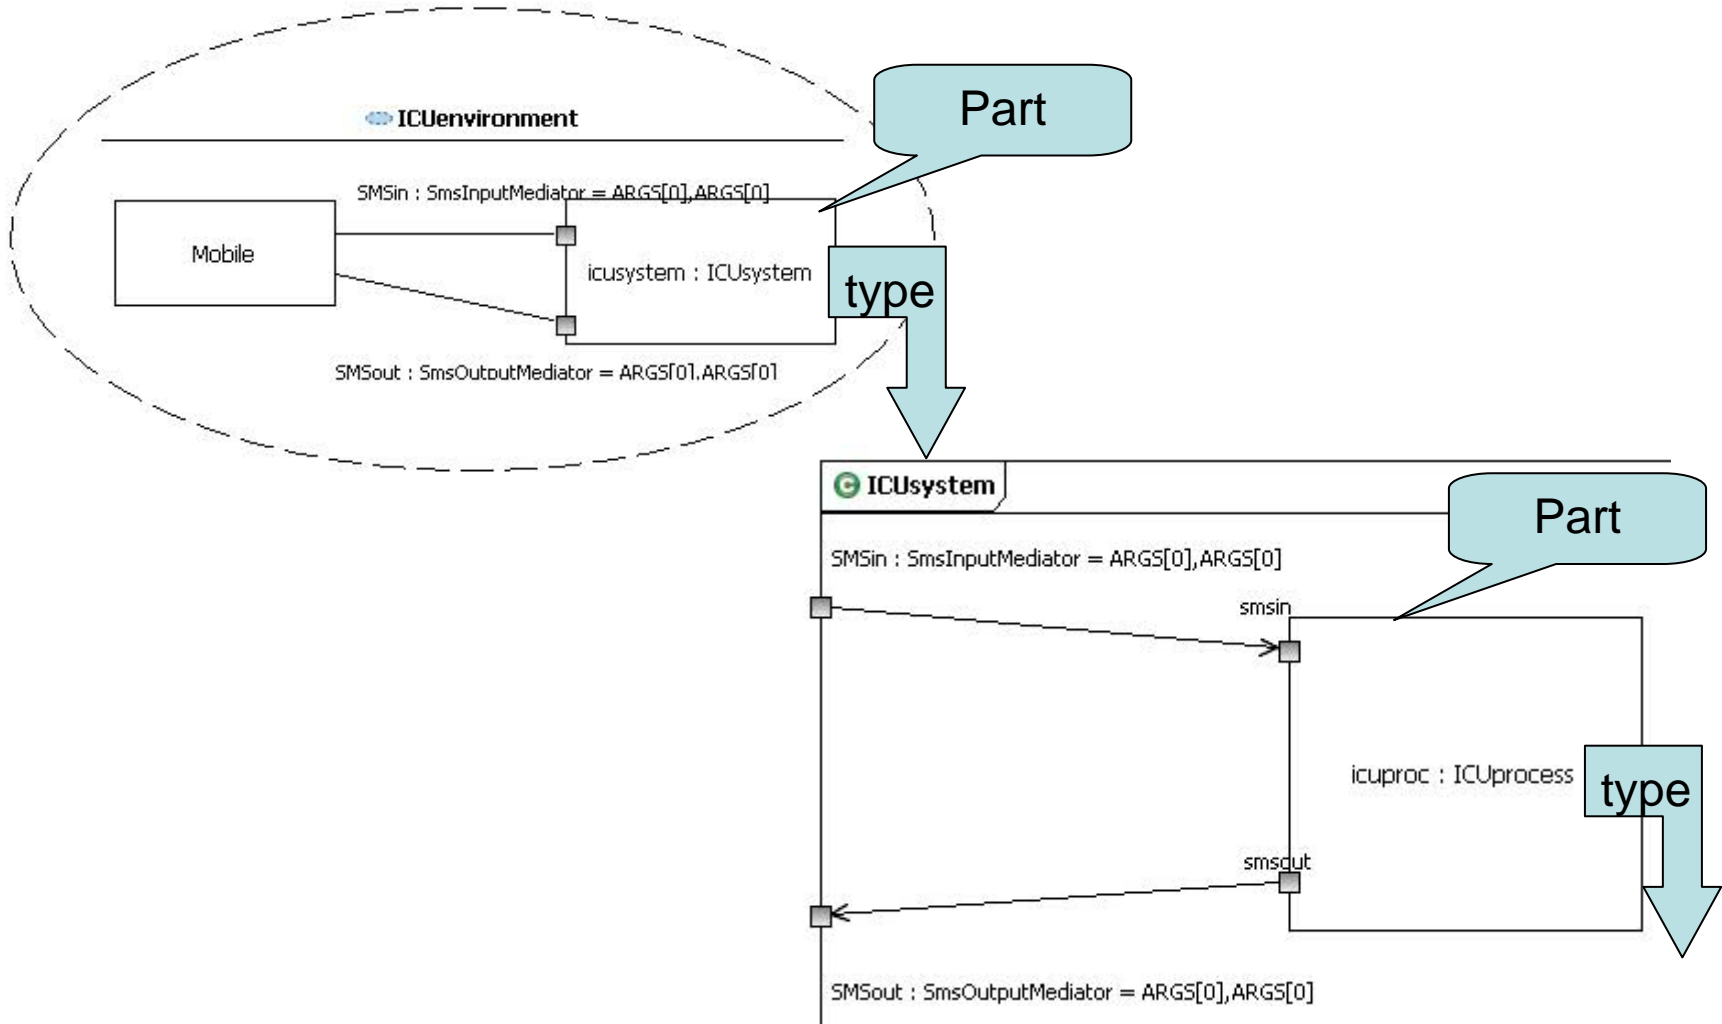 ICUenvironment
Part
SMSin : SmsInputMediator = ARGS[0],ARGS[0]
Mobile
icusystem : ICUsystem
type
SMSout : SmsOutputMediator = ARGS[0].ARGS[0]
ICUsystem
Part
SMSin : SmsInputMediator = ARGS[0],ARGS[0]
smsin
icuproc : ICUprocess
type
smsout
SMSout : SmsOutputMediator = ARGS[0],ARGS[0]